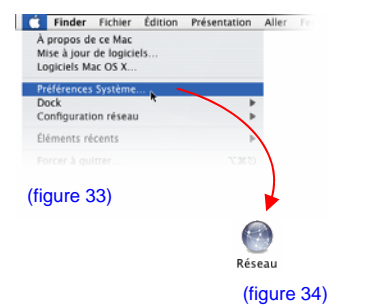 Finder Fichier Édition Présentation Aller Fe
À propos de ce Mac
Mise à jour de logiciels...
Logiciels Mac OS X...
Préférences Système...
Dock
Configuration réseau
Éléments récents
Forcer à quitter
(figure 33)
Réseau
(figure 34)